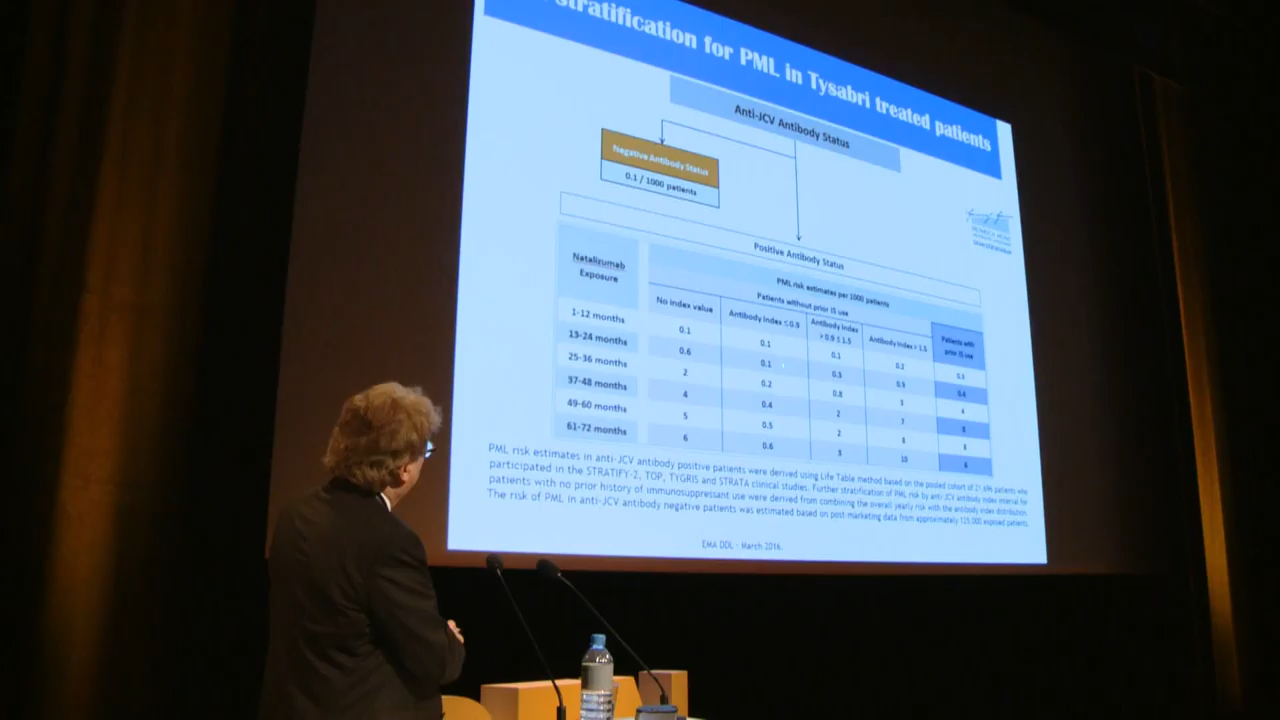 stratification for PML in Tysabri treated patients
Anti-JCV Antibody Status
Negative Antibody Status
0.1 / 1000 patients
Positive Antibody Status
Natalizumab Exposure
PML risk estimates per 1000 patients
Patients without prior IS use
No index value
Antibody Index ≤ 0.9
Antibody Index > 0.9 ≤ 1.5
Antibody Index > 1.5
Patients with prior IS use
1-12 months 0.1 0.1 0.1 0.2
13-24 months 0.6 0.1 0.3 0.9
25-36 months 2 0.2 0.8 3 4
37-48 months 4 0.4 2 7 8
49-60 months 5 0.5 2 8 8
61-72 months 6 0.6 3 10 6
PML risk estimates in anti-JCV antibody positive patients were derived using Life Table method based on the pooled cohort of 21,696 patients who
participated in the STRATIFY-2, TOP, TYGRIS and STRATA clinical studies. Further stratification of PML risk by anti-JCV antibody index interval for
patients with no prior history of immunosuppressant use were derived from combining the overall yearly risk with the antibody index distribution.
The risk of PML in anti-JCV antibody negative patients was estimated based on post-marketing data from approximately 125,000 exposed patients.
EMA DDL - March 2016.